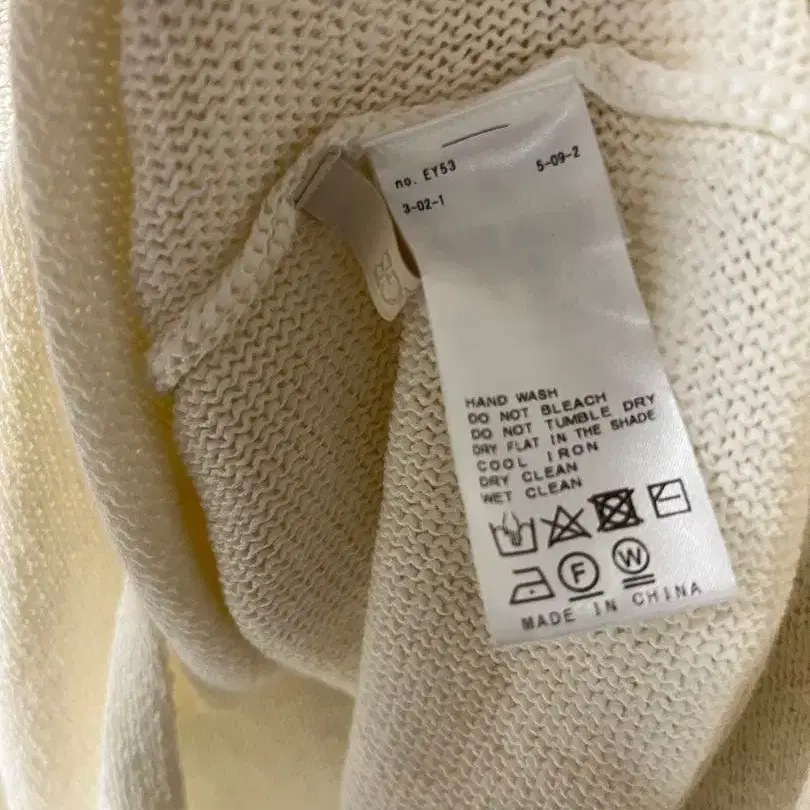 no. EY53 5-09-2
3-02-1
HAND WASH
DO NOT BLEACH
DO NOT TUMBLE DRY
DRY FLAT IN THE SHADE
COOL IRON
DRY CLEAN
WET CLEAN
F W
MADE IN CHINA